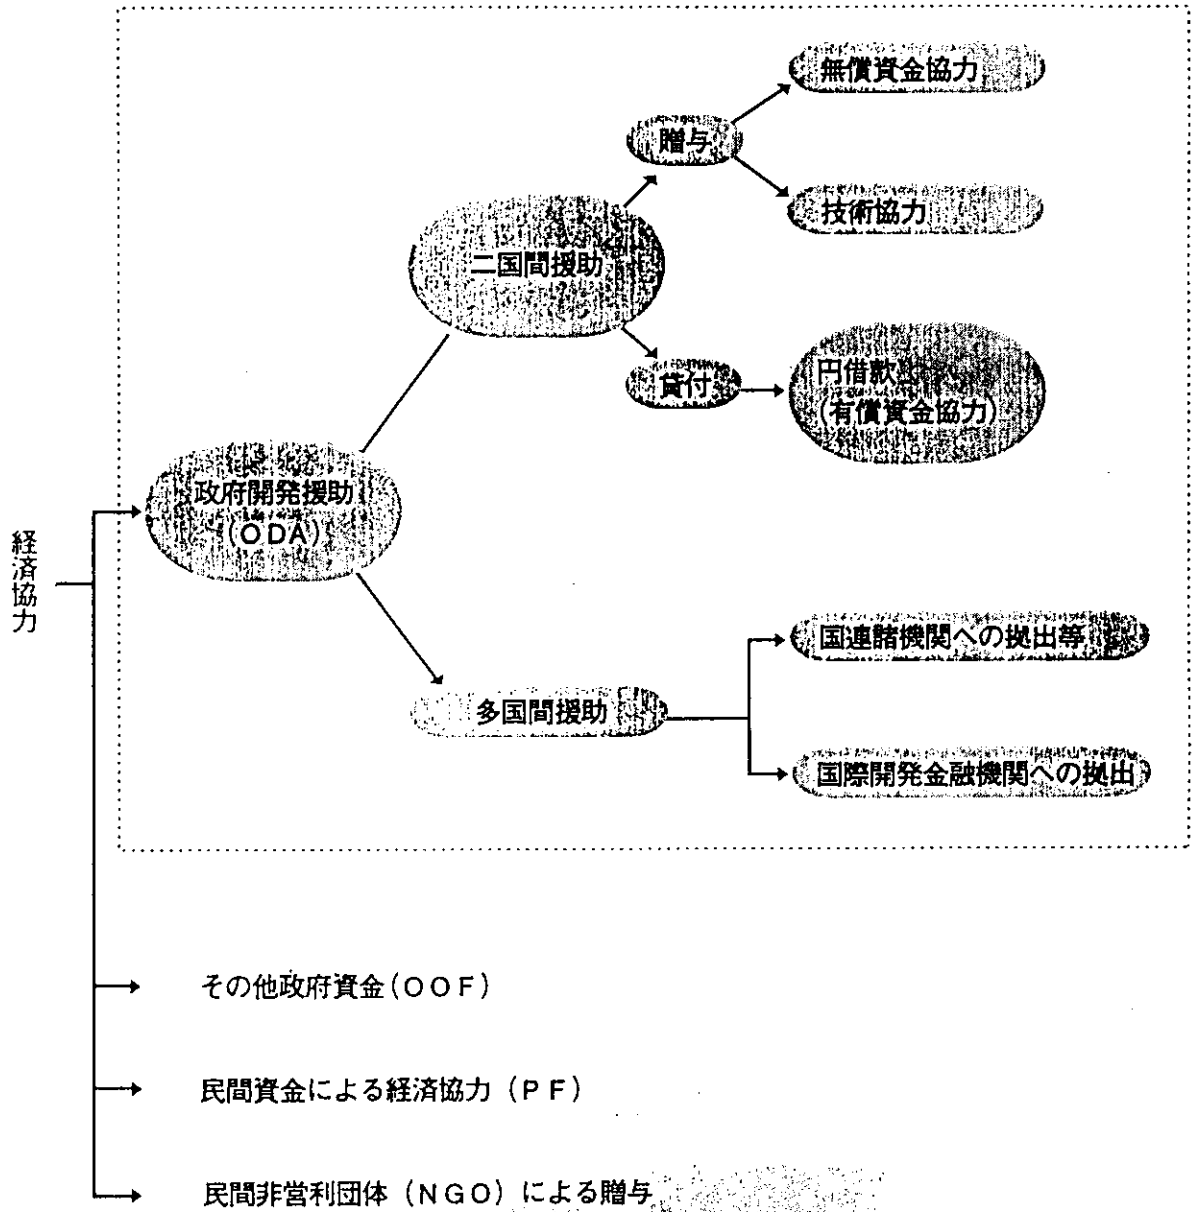 無償資金協力
贈与
技術協力
二国間援助
円借款
(有償資金協力)
貸付
政府開発援助
(ODA)
経済協力
国連諸機関への拠出等
多国間援助
国際開発金融機関への拠出
その他政府資金(OOF)
民間資金による経済協力(PF)
民間非営利団体(NGO)による贈与